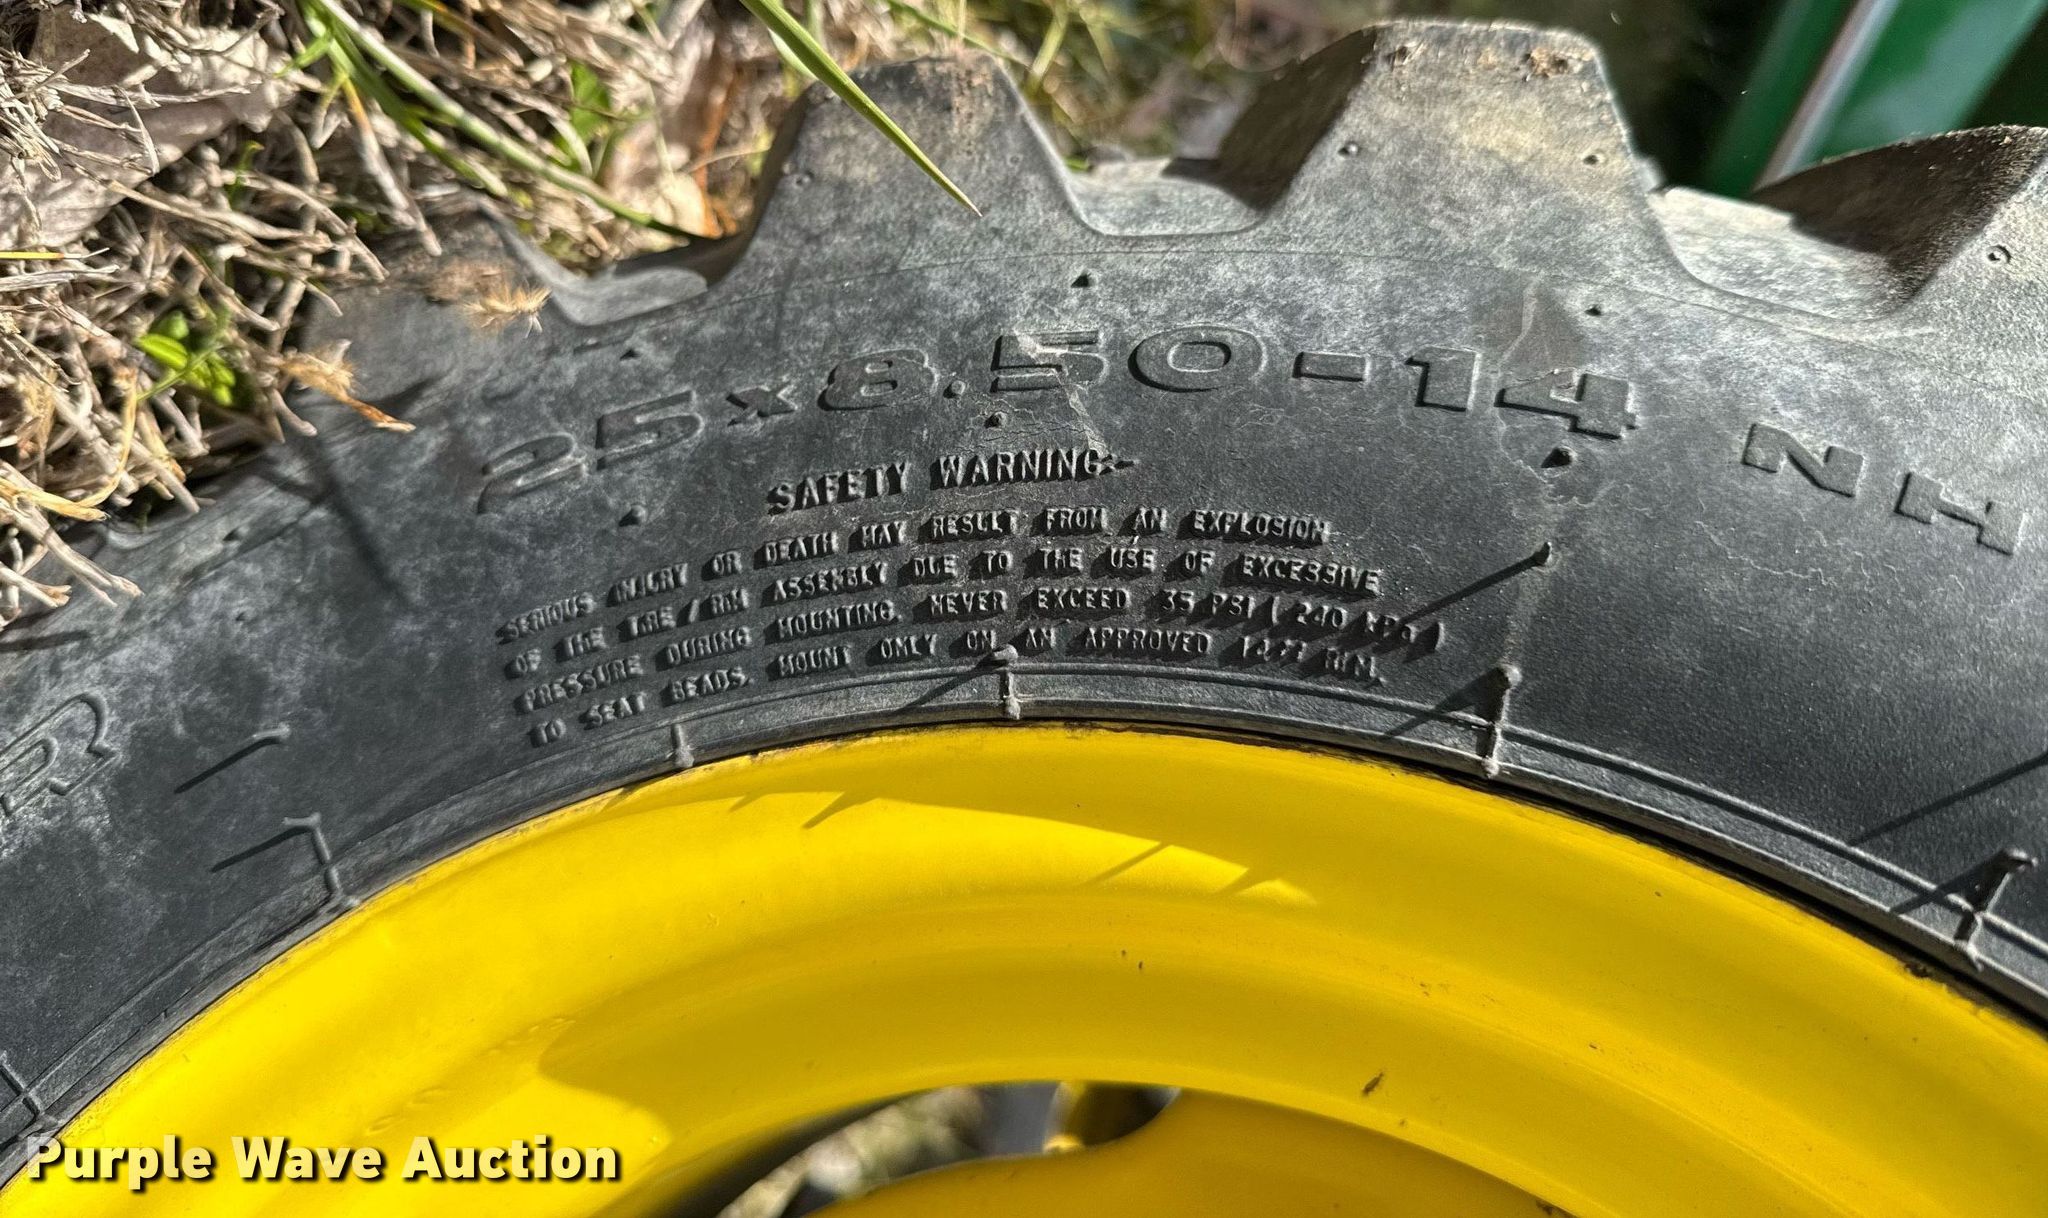 25x8.50-14 NHS
SAFETY WARNING:-
SERIOUS INJURY OR DEATH MAY RESULT FROM AN EXPLOSION
OF THE TIRE / RIM ASSEMBLY DUE TO THE USE OF EXCESSIVE
PRESSURE DURING MOUNTING. NEVER EXCEED 35 PSI ( 240 kPa )
TO SEAT BEADS. MOUNT ONLY ON AN APPROVED RIM.
R
Purple Wave Auction